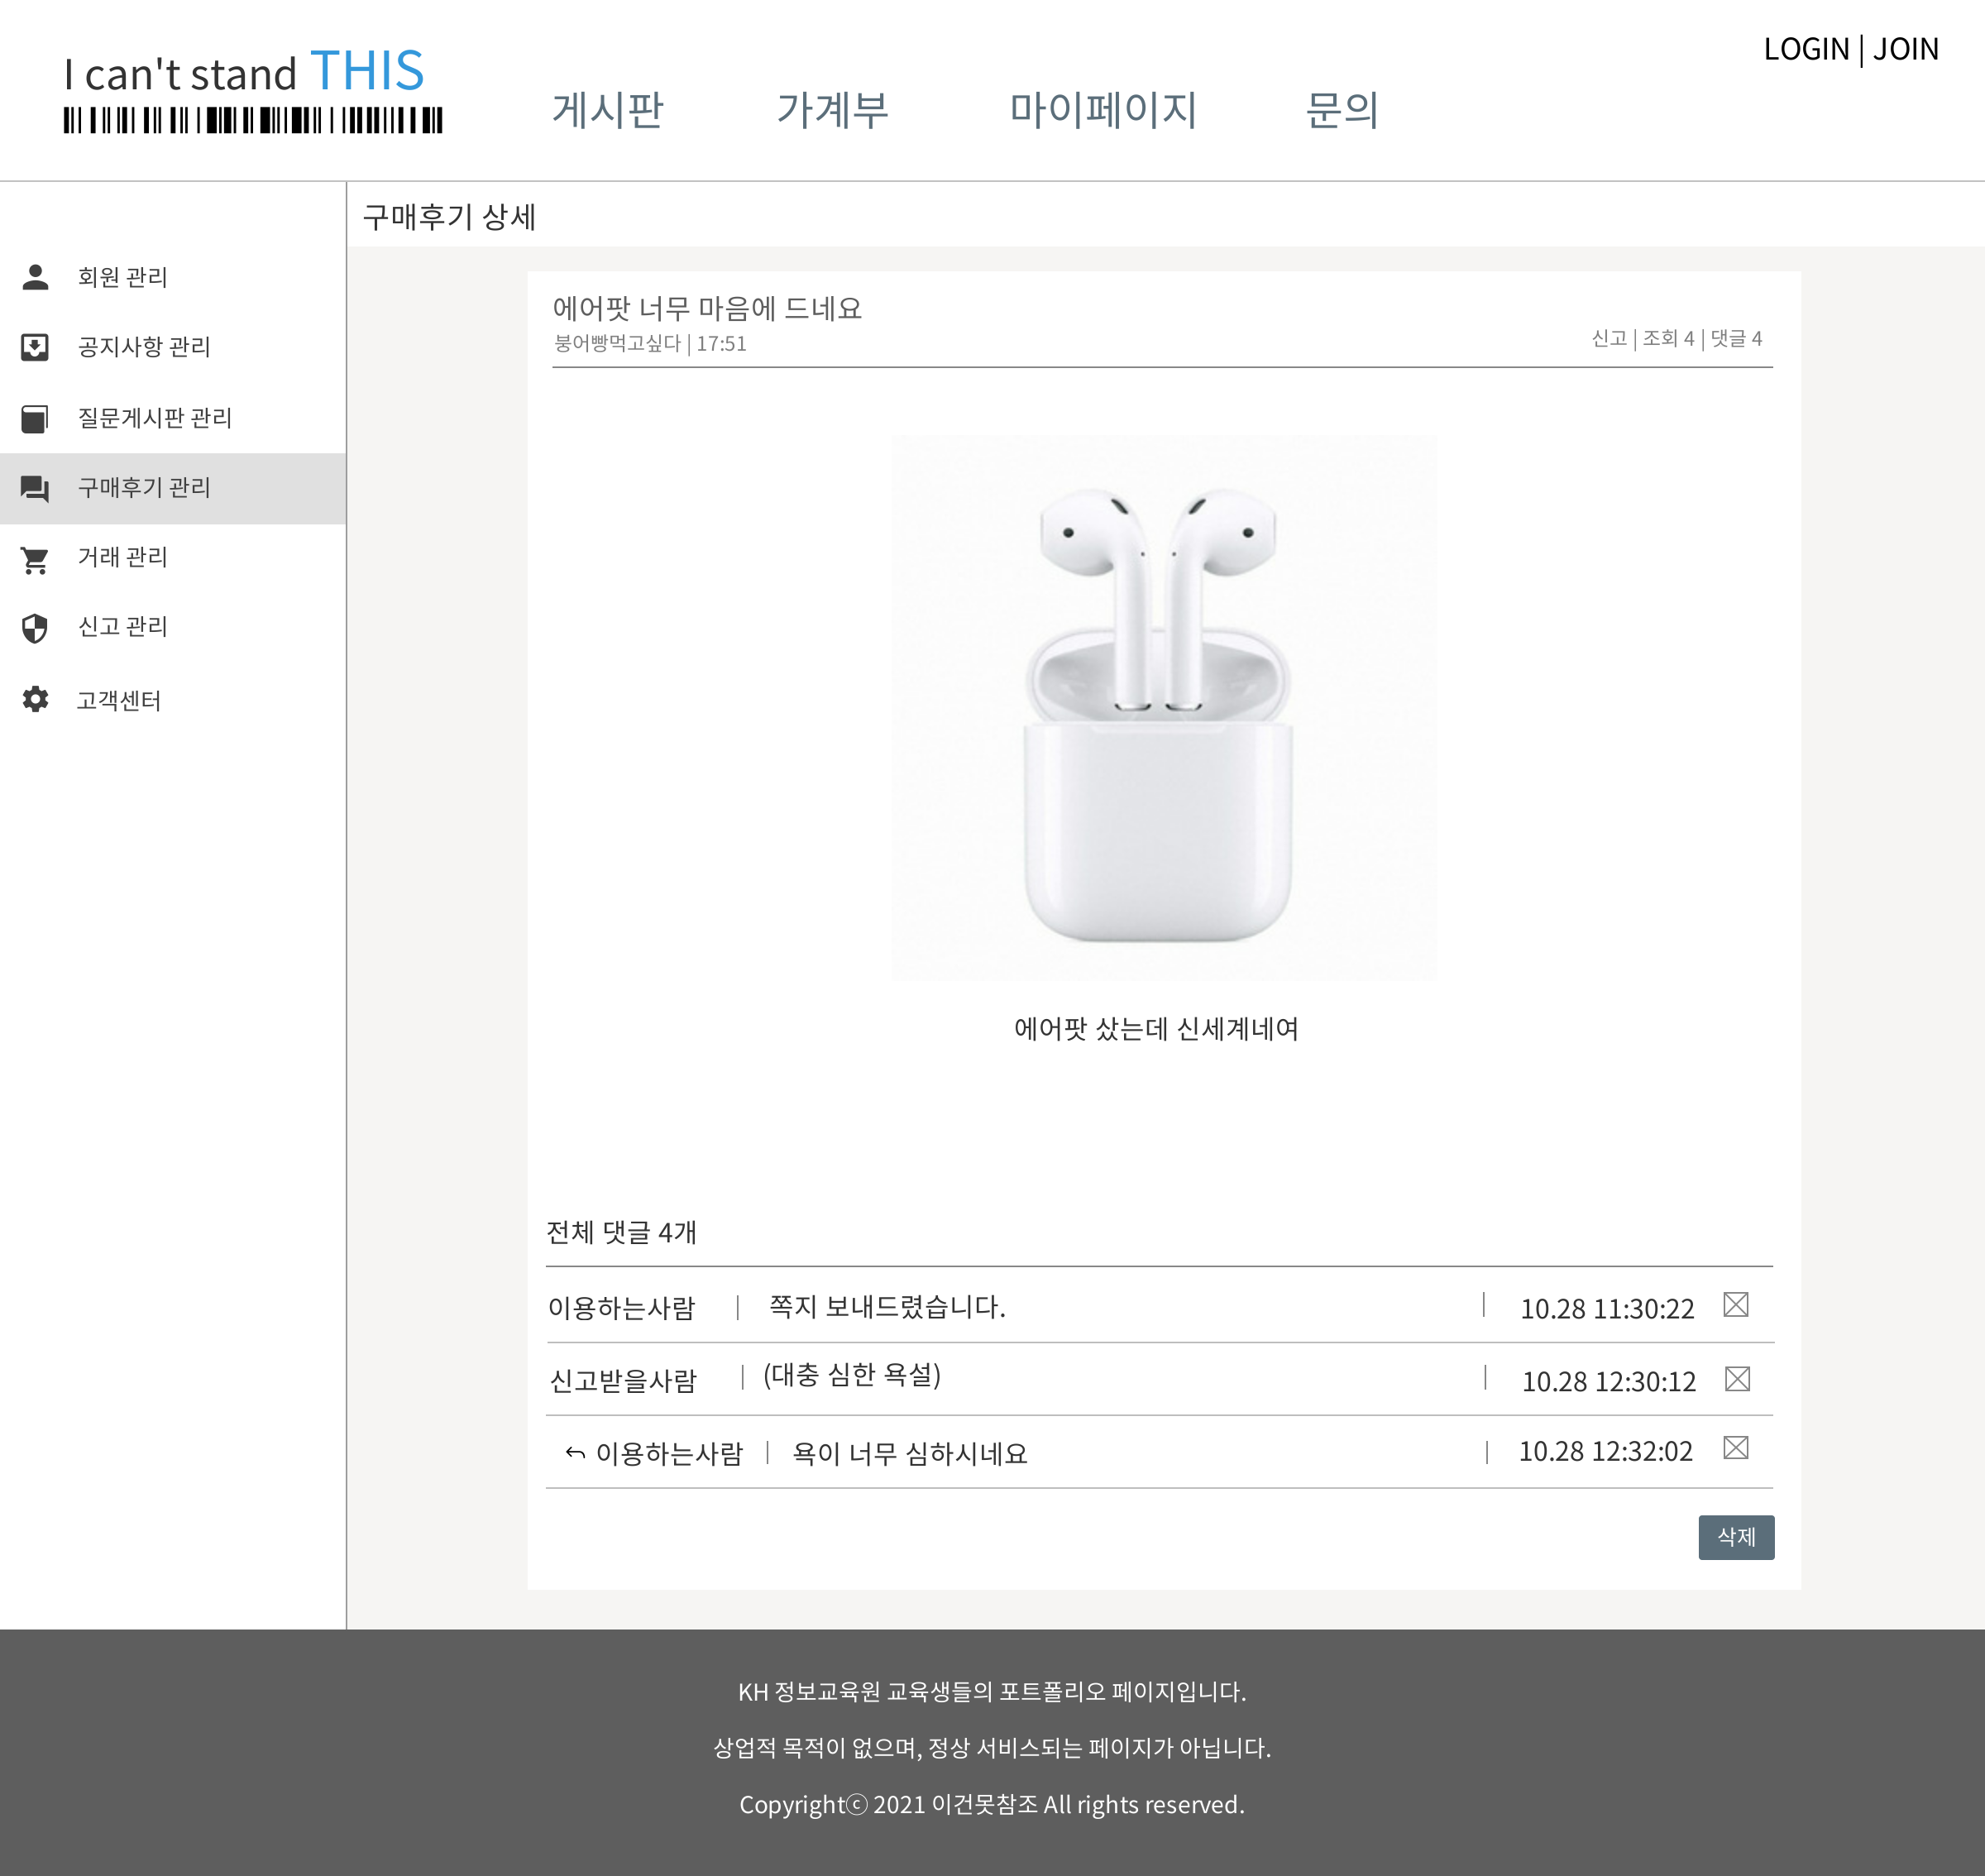 I can't stand THIS
LOGIN | JOIN
게시판 가계부 마이페이지 문의
구매후기 상세
회원 관리
공지사항 관리
질문게시판 관리
구매후기 관리
거래 관리
신고 관리
고객센터
에어팟 너무 마음에 드네요
붕어빵먹고싶다 | 17:51
신고 | 조회 4 | 댓글 4
에어팟 샀는데 신세계네여
전체 댓글 4개
이용하는사람 | 쪽지 보내드렸습니다. | 10.28 11:30:22
신고받을사람 | (대충 심한 욕설) | 10.28 12:30:12
이용하는사람 | 욕이 너무 심하시네요 | 10.28 12:32:02
삭제
KH 정보교육원 교육생들의 포트폴리오 페이지입니다.
상업적 목적이 없으며, 정상 서비스되는 페이지가 아닙니다.
Copyrightⓒ 2021 이건못참조 All rights reserved.